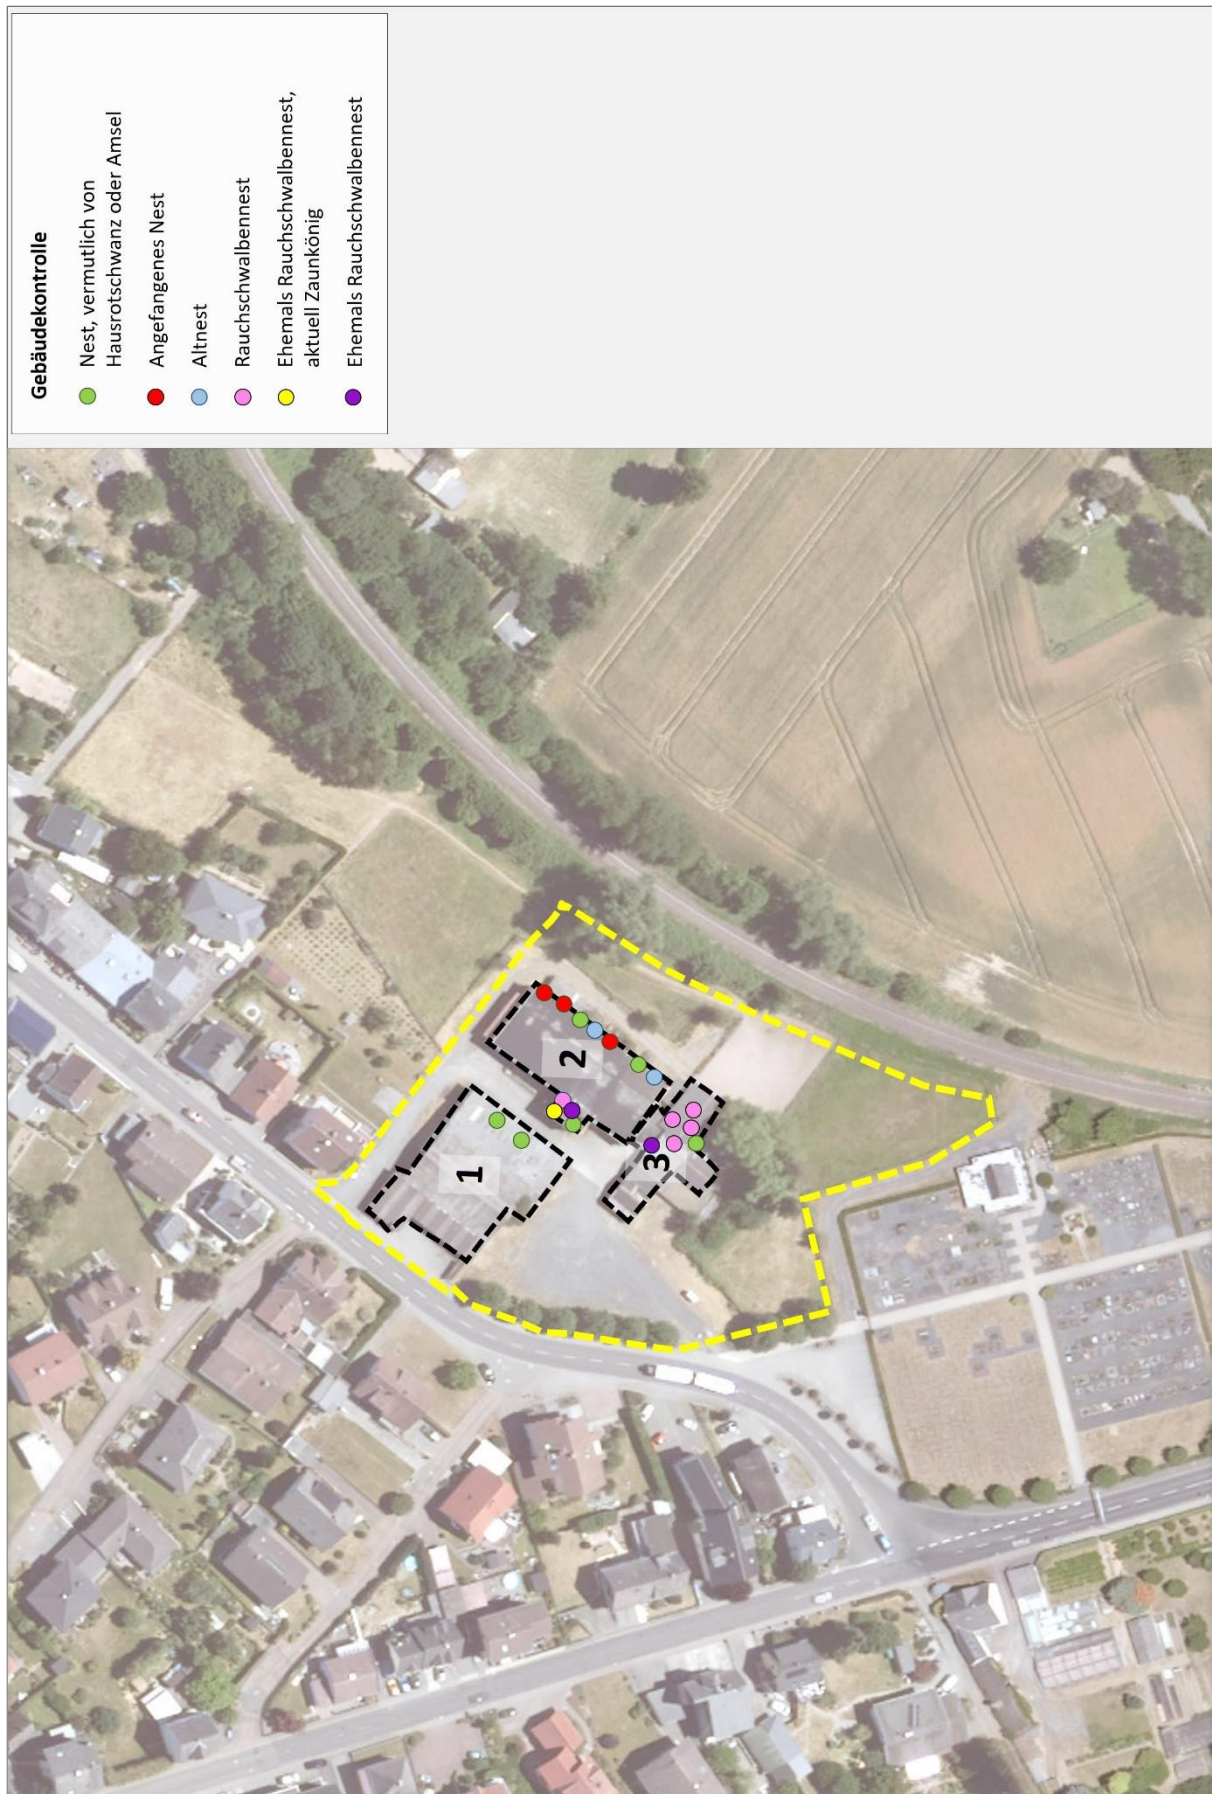 Gebäudekontrolle
Nest, vermutlich von
Hausrotschwanz oder Amsel
Angefangenes Nest
Altnest
Rauchschwalbennest
Ehemals Rauchschwalbennest,
aktuell Zaunkönig
Ehemals Rauchschwalbennest
1
2
3